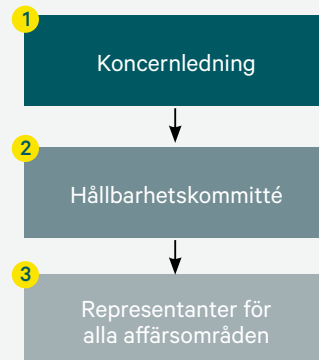 1
Koncernledning
2
Hållbarhetskommitté
3
Representanter för
alla affärsområden